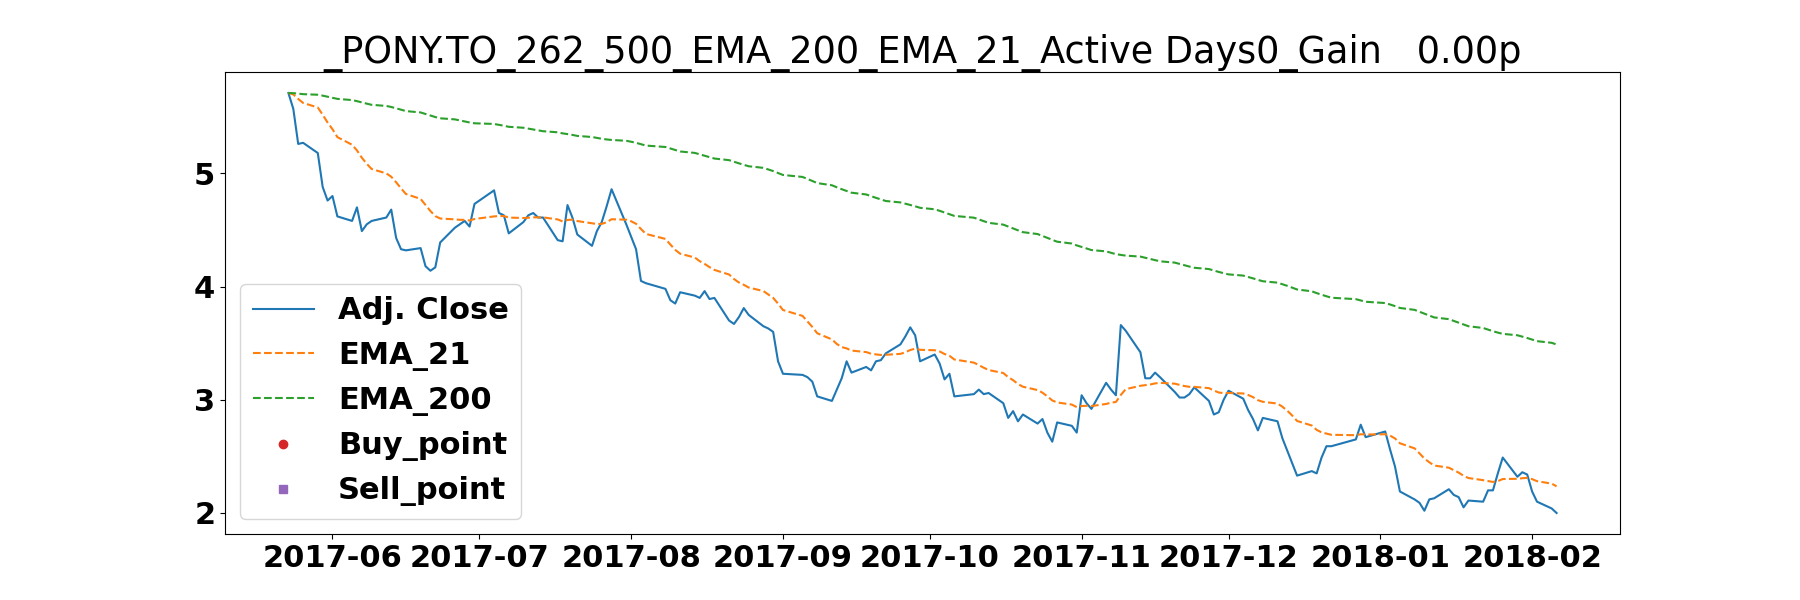 _PONY.TO_262_500_EMA_200_EMA_21_Active Days0_Gain   0.00p
5
4
3
2
Adj. Close
EMA_21
EMA_200
Buy_point
Sell_point
2017-06 2017-07 2017-08 2017-09 2017-10 2017-11 2017-12 2018-01 2018-02